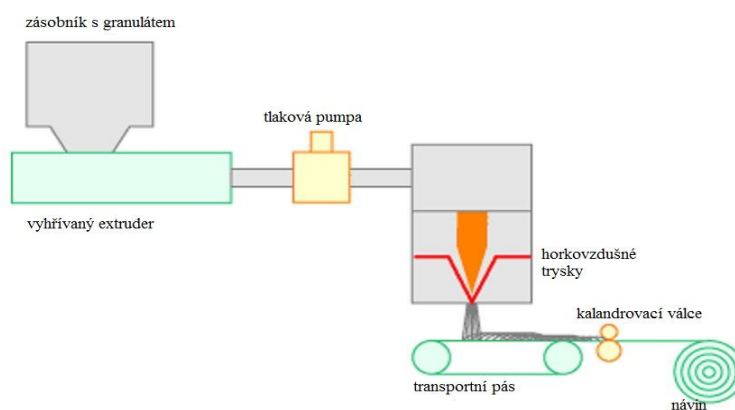 zásobník s granulátem
tlaková pumpa
vyhřívaný extruder
horkovzdušné
trysky
kalandrovací válce
transportní pás
návin